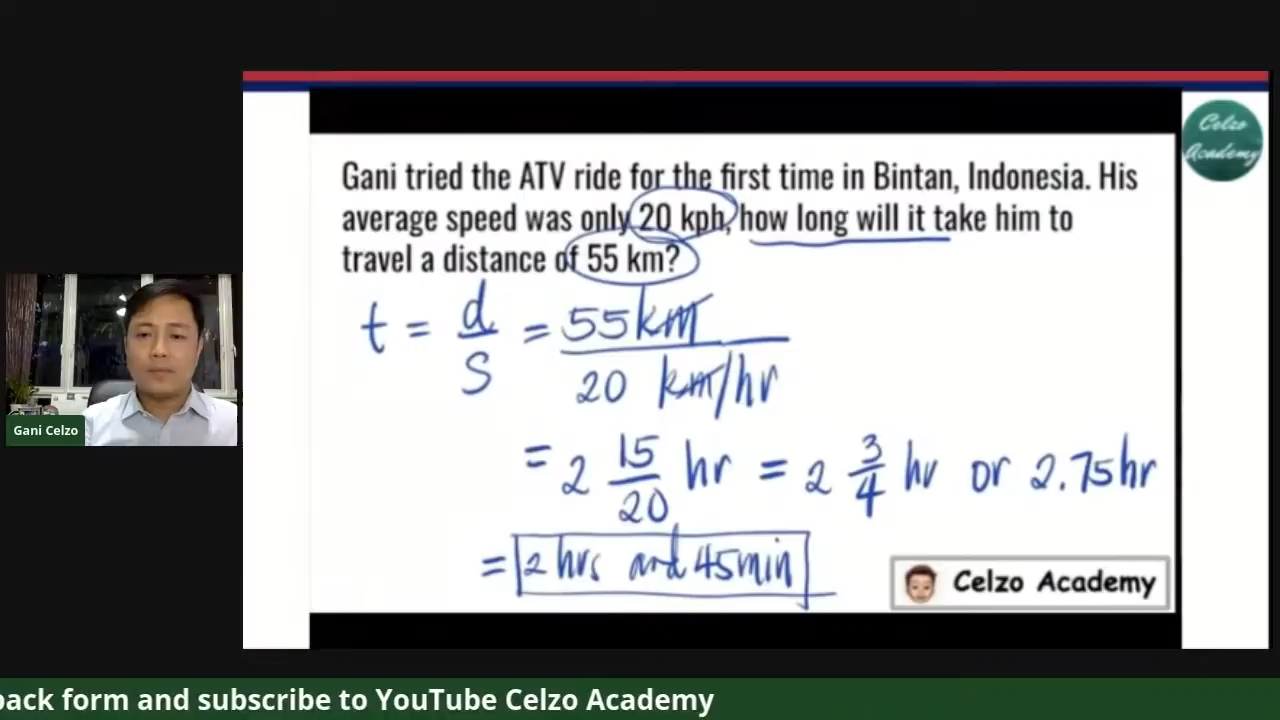 Celzo
Academy
Gani tried the ATV ride for the first time in Bintan, Indonesia. His
average speed was only 20 kph, how long will it take him to
travel a distance of 55 km?
t = d/s = 55 km / 20 km/hr
= 2 15/20 hr = 2 3/4 hr or 2.75 hr
= 2 hrs and 45 min
Celzo Academy
Gani Celzo
back form and subscribe to YouTube Celzo Academy